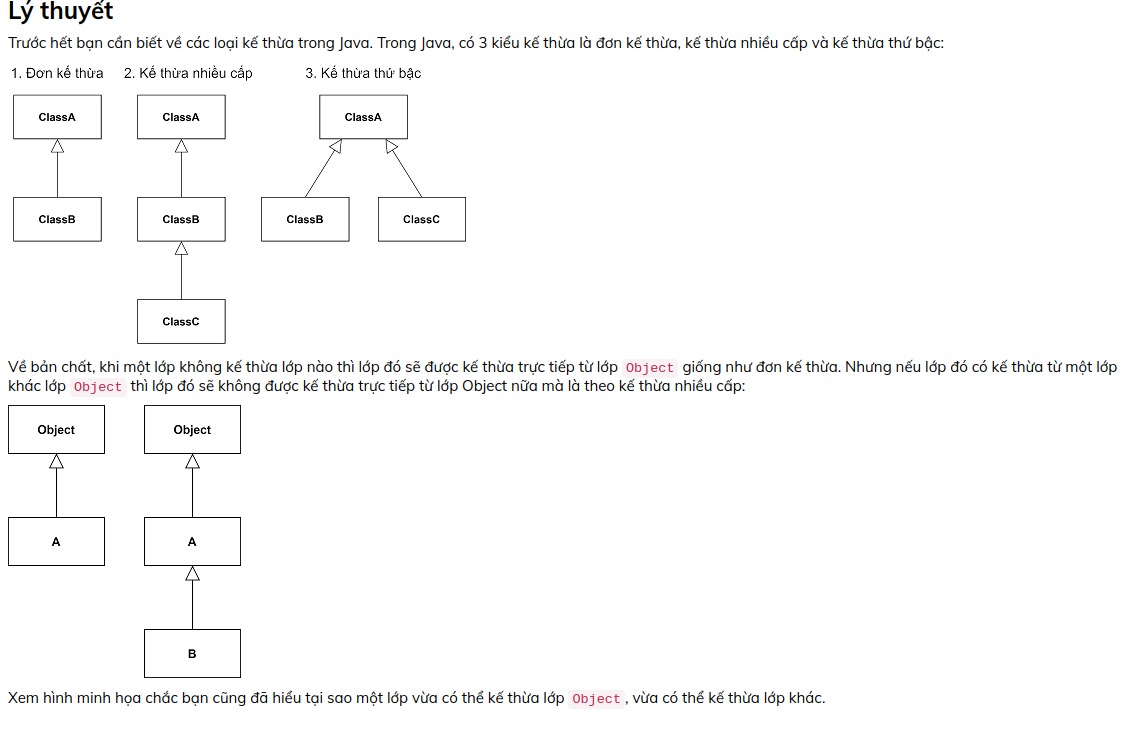 Lý thuyết
Trước hết bạn cần biết về các loại kế thừa trong Java. Trong Java, có 3 kiểu kế thừa là đơn kế thừa, kế thừa nhiều cấp và kế thừa thứ bậc:
1. Đơn kế thừa 2. Kế thừa nhiều cấp 3. Kế thừa thứ bậc
ClassA ClassA ClassA
ClassB ClassB ClassB ClassC
ClassC
Về bản chất, khi một lớp không kế thừa lớp nào thì lớp đó sẽ được kế thừa trực tiếp từ lớp Object giống như đơn kế thừa. Nhưng nếu lớp đó có kế thừa từ một lớp
khác lớp Object thì lớp đó sẽ không được kế thừa trực tiếp từ lớp Object nữa mà là theo kế thừa nhiều cấp:
Object Object
A A
B
Xem hình minh họa chắc bạn cũng đã hiểu tại sao một lớp vừa có thể kế thừa lớp Object, vừa có thể kế thừa lớp khác.